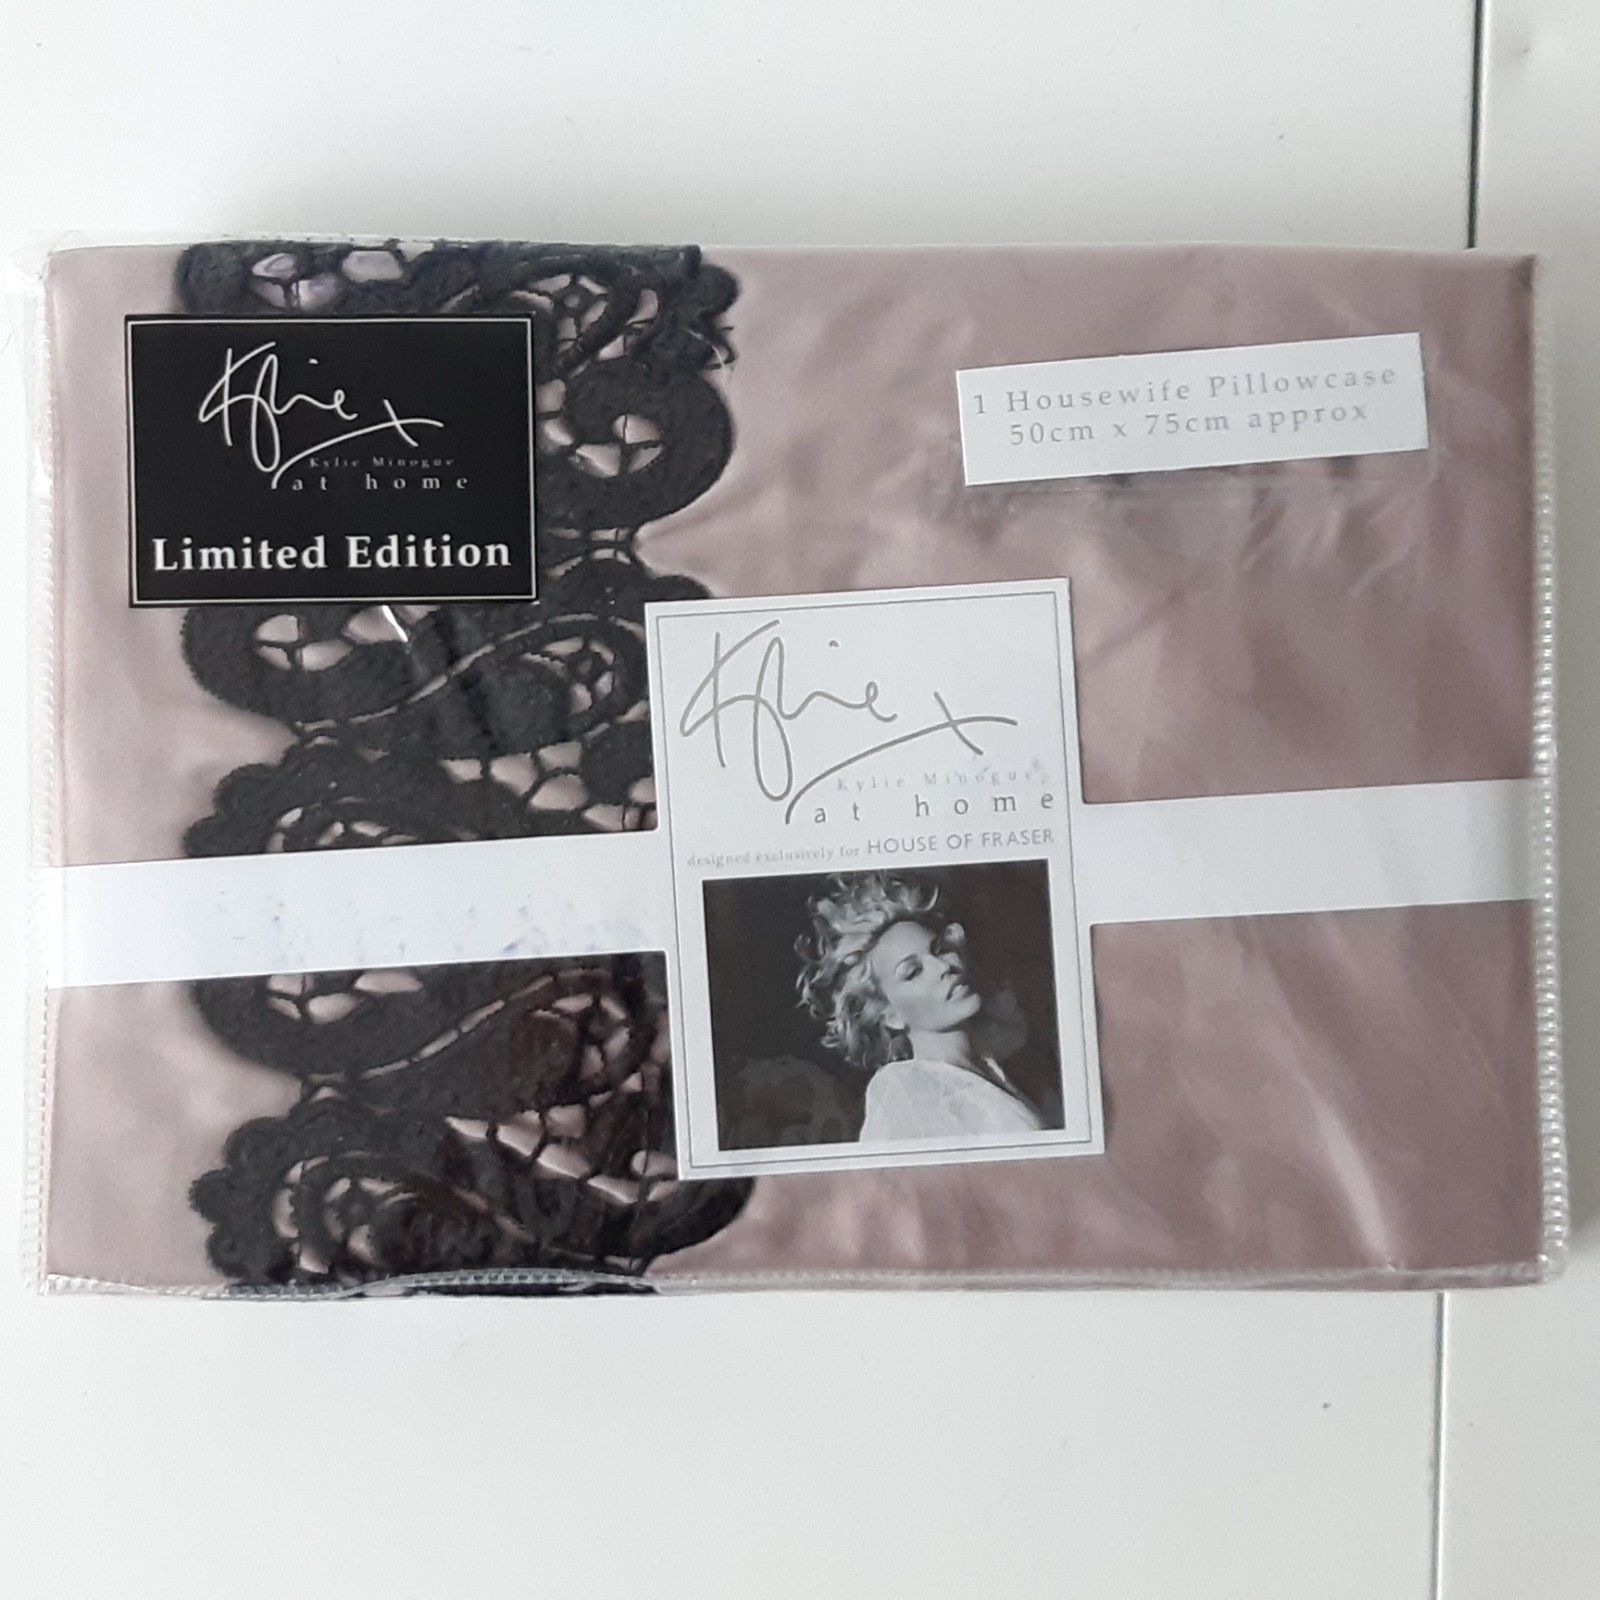 Kylie x
Kylie Minogue
at home
Limited Edition
1 Housewife Pillowcase
50cm x 75cm approx
Kylie x
Kylie Minogue
at home
designed exclusively for HOUSE OF FRASER